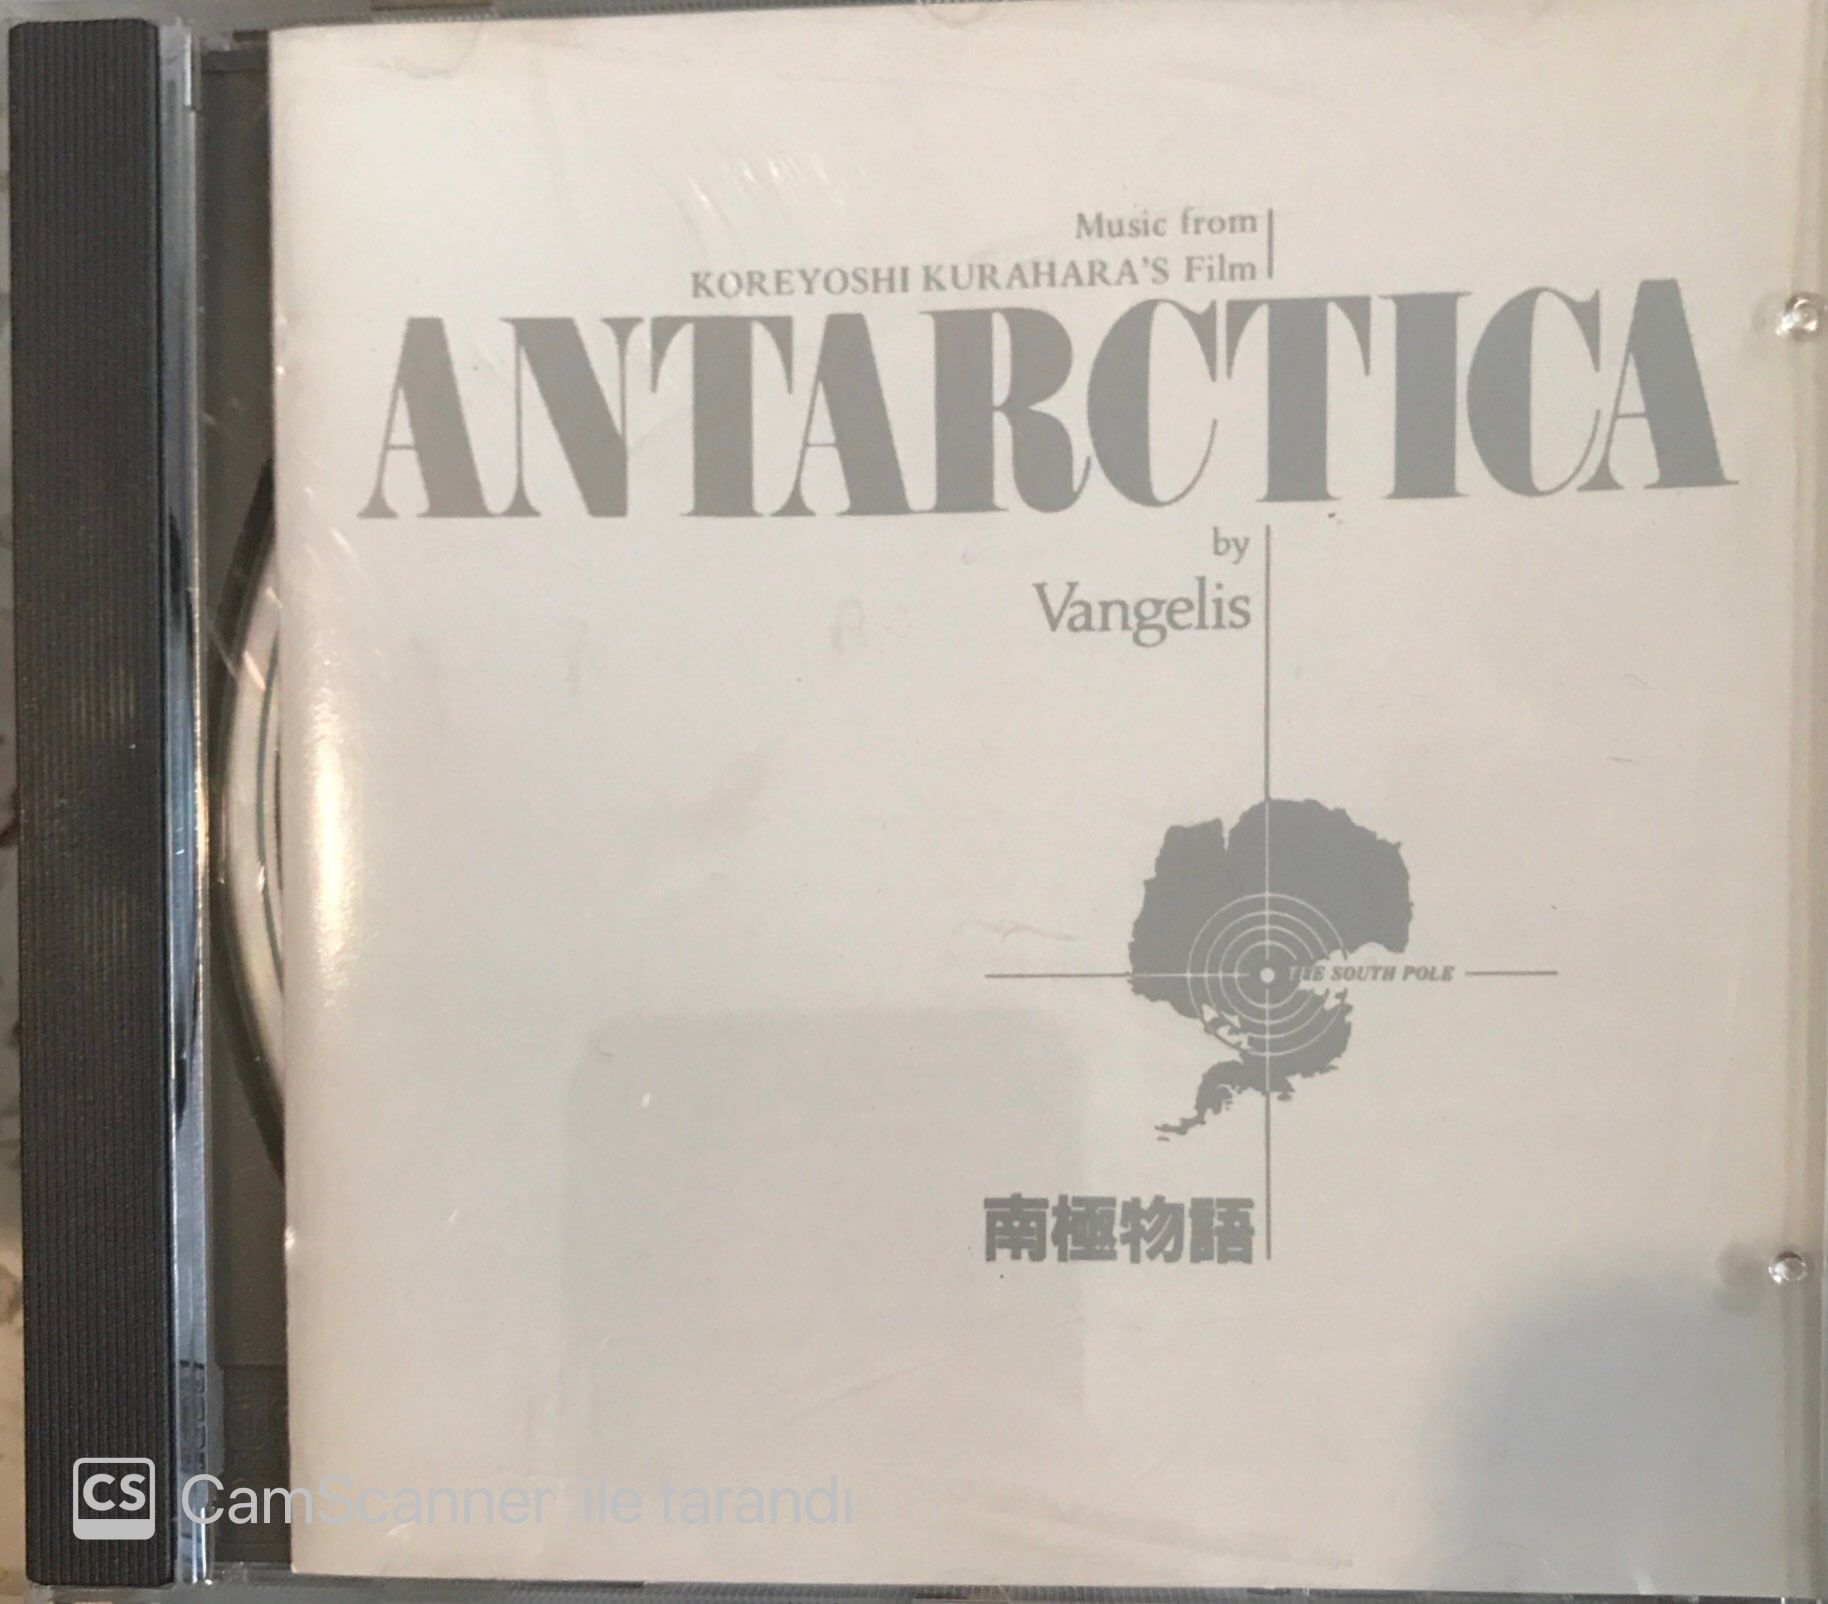 Music from
KOREYOSHI KURAHARA'S Film
ANTARCTICA
by
Vangelis
THE SOUTH POLE
南極物語
CS CamScanner ile tarandı